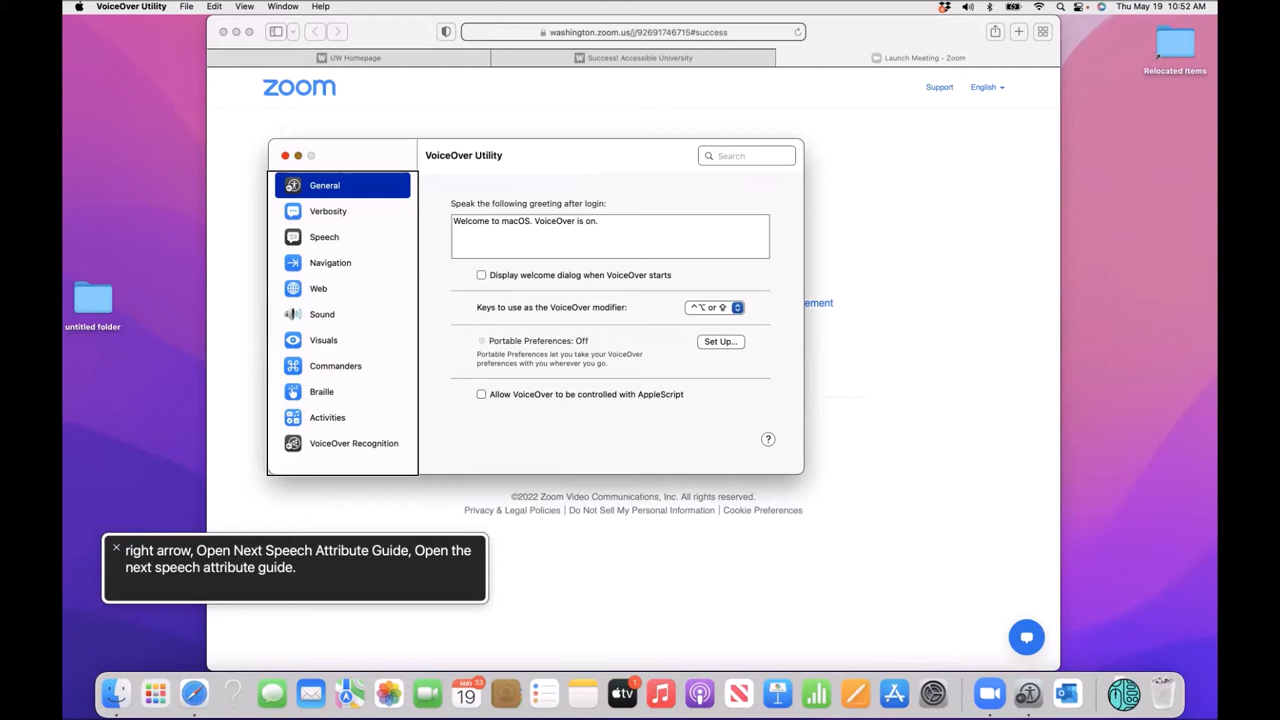 VoiceOver Utility File Edit View Window Help Thu May 19 10:52 AM
washington.zoom.us/j/92691746715#success
UW Homepage
Success! Accessible University
Launch Meeting - Zoom
Relocated Items
untitled folder
zoom
Support
English
ement
VoiceOver Utility
Search
General
Verbosity
Speech
Navigation
Web
Sound
Visuals
Commanders
Braille
Activities
VoiceOver Recognition
Speak the following greeting after login:
Welcome to macOS. VoiceOver is on.
Display welcome dialog when VoiceOver starts
Keys to use as the VoiceOver modifier:
⌃⌥ or ⇪
Portable Preferences: Off
Set Up...
Portable Preferences let you take your VoiceOver
preferences with you wherever you go.
Allow VoiceOver to be controlled with AppleScript
?
©2022 Zoom Video Communications, Inc. All rights reserved.
Privacy & Legal Policies | Do Not Sell My Personal Information | Cookie Preferences
right arrow, Open Next Speech Attribute Guide, Open the
next speech attribute guide.
MAY
19
33
tv
1